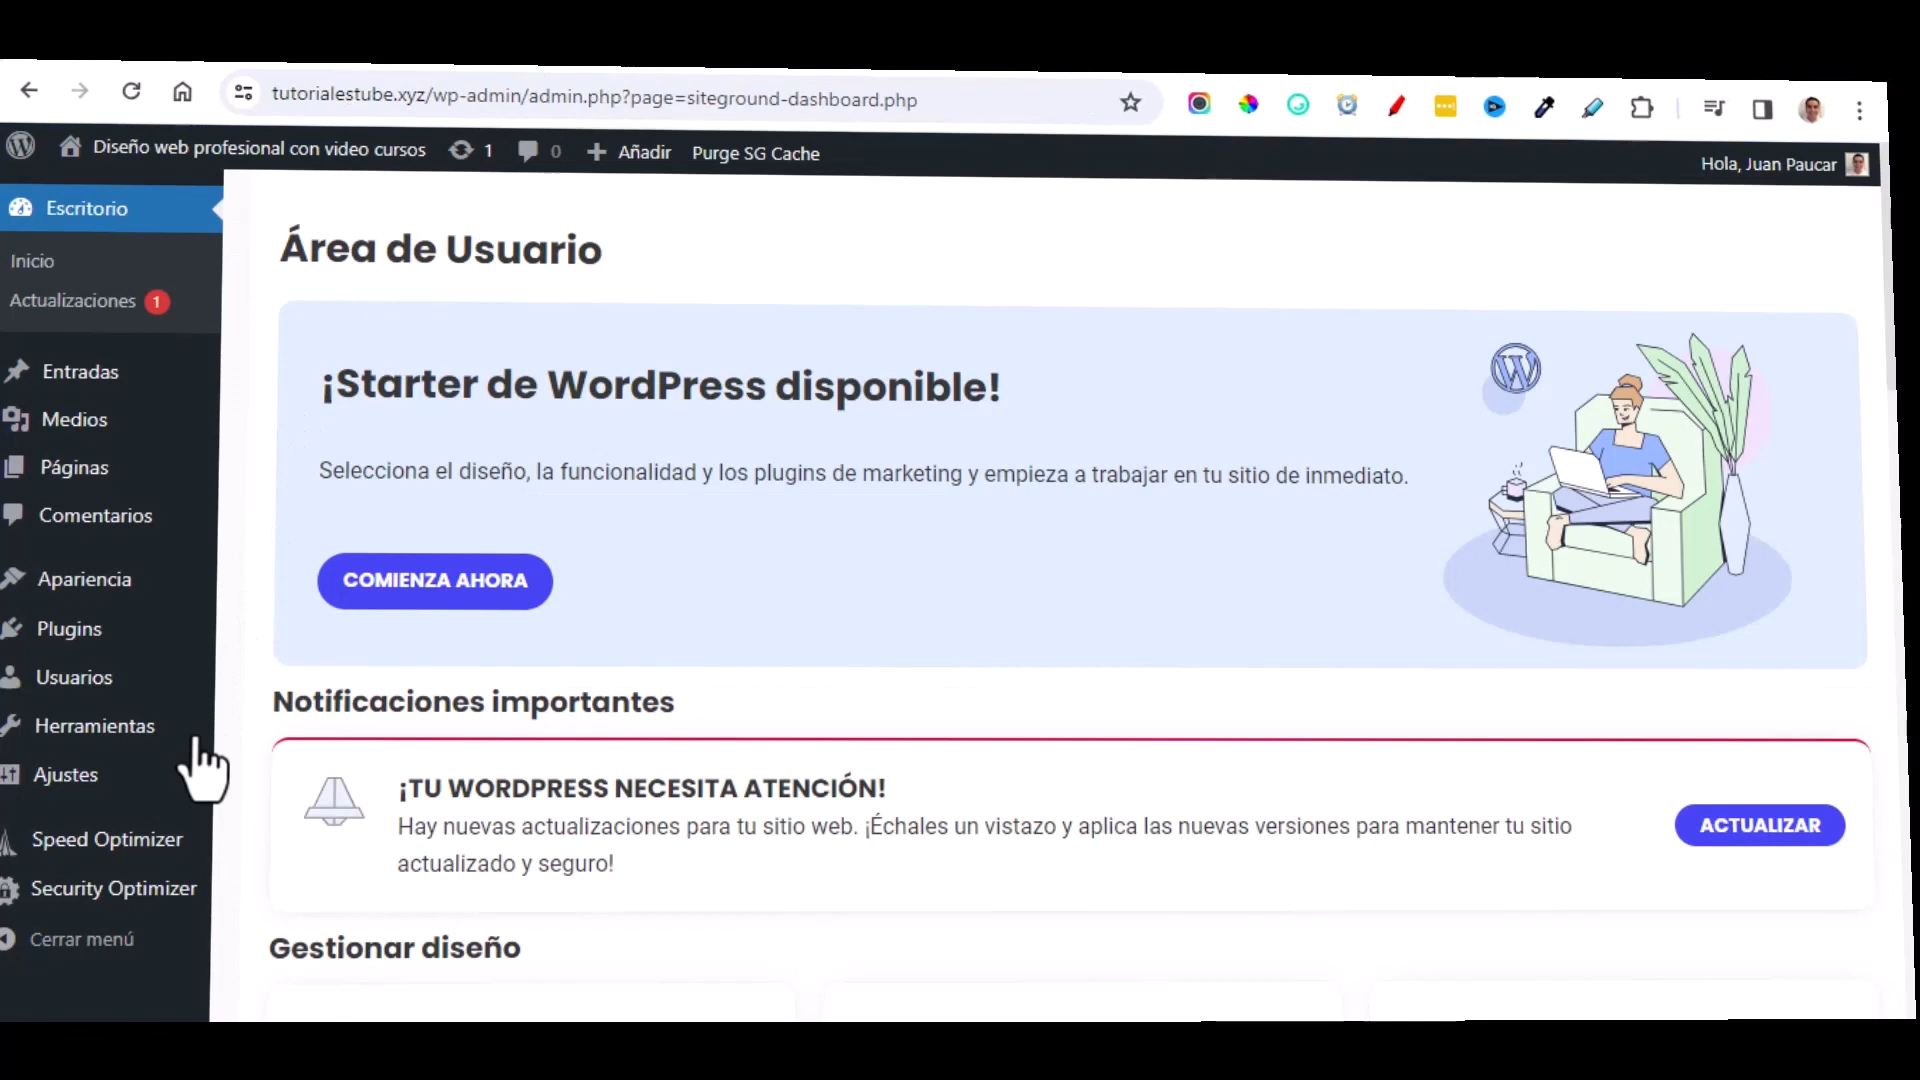 tutorialestube.xyz/wp-admin/admin.php?page=siteground-dashboard.php
Diseño web profesional con video cursos 1 0 Añadir Purge SG Cache Hola, Juan Paucar
Escritorio
Inicio
Actualizaciones 1
Entradas
Medios
Páginas
Comentarios
Apariencia
Plugins
Usuarios
Herramientas
Ajustes
Speed Optimizer
Security Optimizer
Cerrar menú
Área de Usuario
¡Starter de WordPress disponible!
Selecciona el diseño, la funcionalidad y los plugins de marketing y empieza a trabajar en tu sitio de inmediato.
COMIENZA AHORA
Notificaciones importantes
¡TU WORDPRESS NECESITA ATENCIÓN!
Hay nuevas actualizaciones para tu sitio web. ¡Échales un vistazo y aplica las nuevas versiones para mantener tu sitio
actualizado y seguro!
ACTUALIZAR
Gestionar diseño